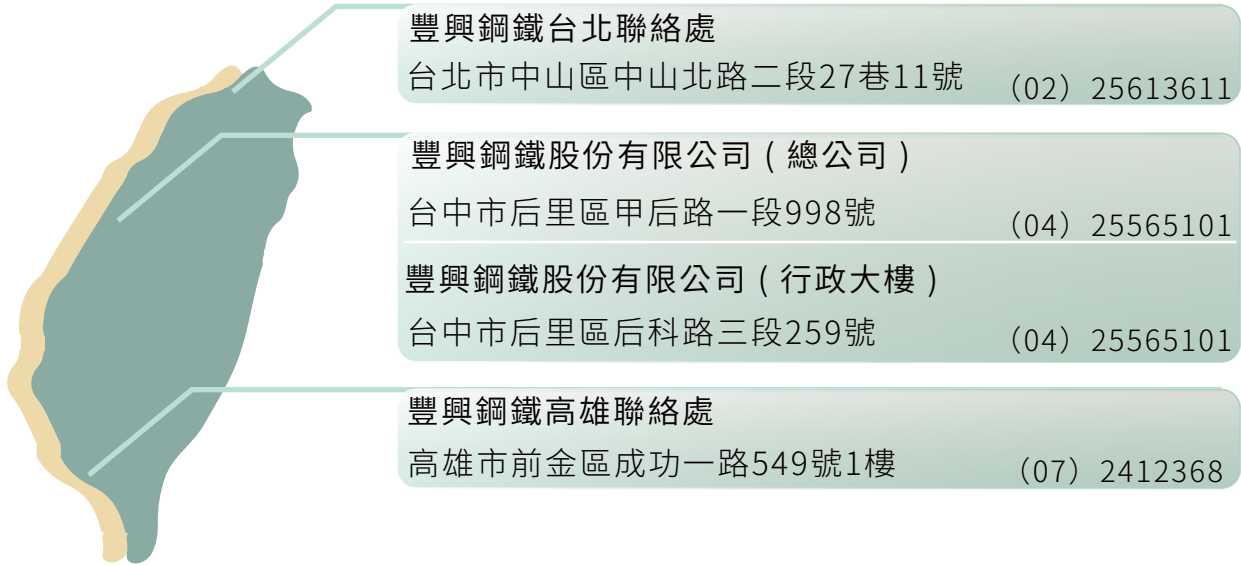 豐興鋼鐵台北聯絡處
台北市中山區中山北路二段27巷11號 （02）25613611
豐興鋼鐵股份有限公司 ( 總公司 )
台中市后里區甲后路一段998號 （04）25565101
豐興鋼鐵股份有限公司 ( 行政大樓 )
台中市后里區后科路三段259號 （04）25565101
豐興鋼鐵高雄聯絡處
高雄市前金區成功一路549號1樓 （07）2412368